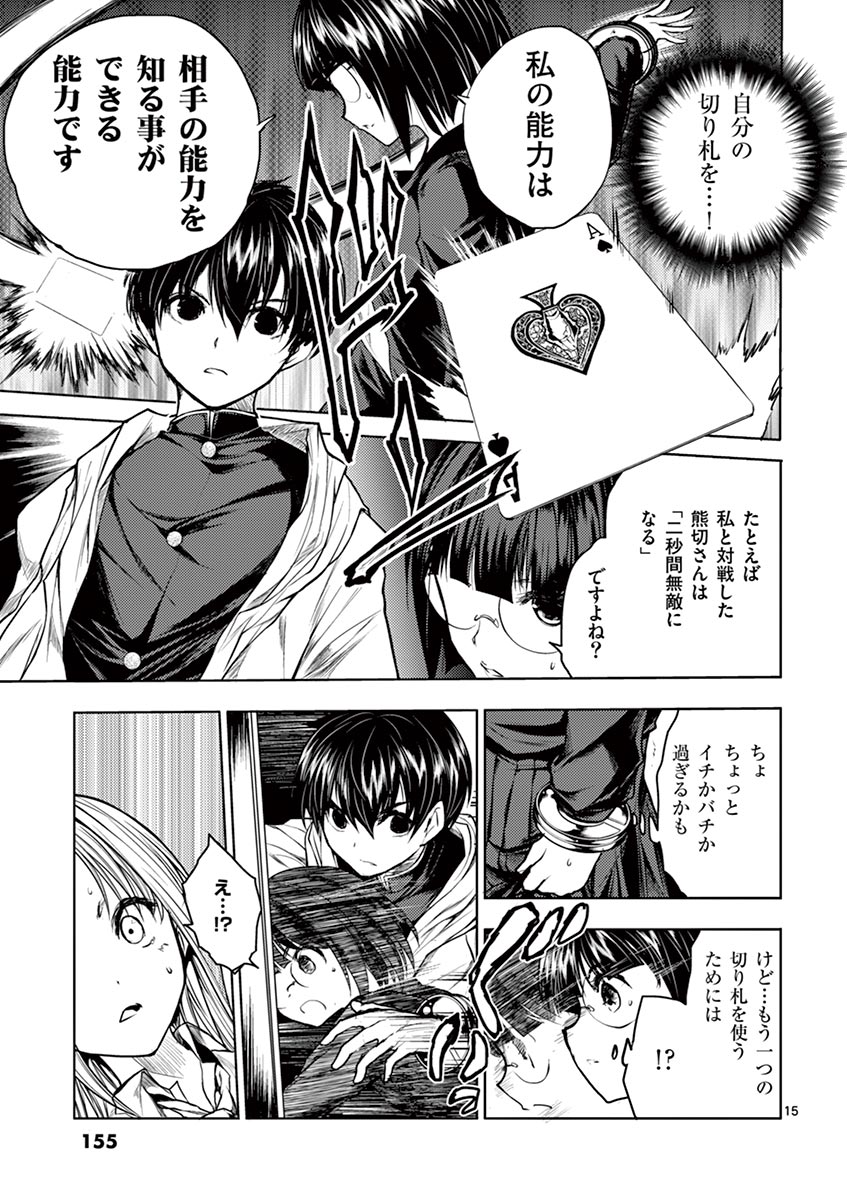 自分の
切り札を…!
私の能力は
相手の能力を
知る事が
できる
能力です
A
たとえば
私と対戦した
熊切さんは
「二秒間無敵に
なる」
ですよね?
ちょ
ちょっと
イチかバチか
過ぎるかも
けど…もう一つの
切り札を使う
ためには
!?
え…!?
15
155